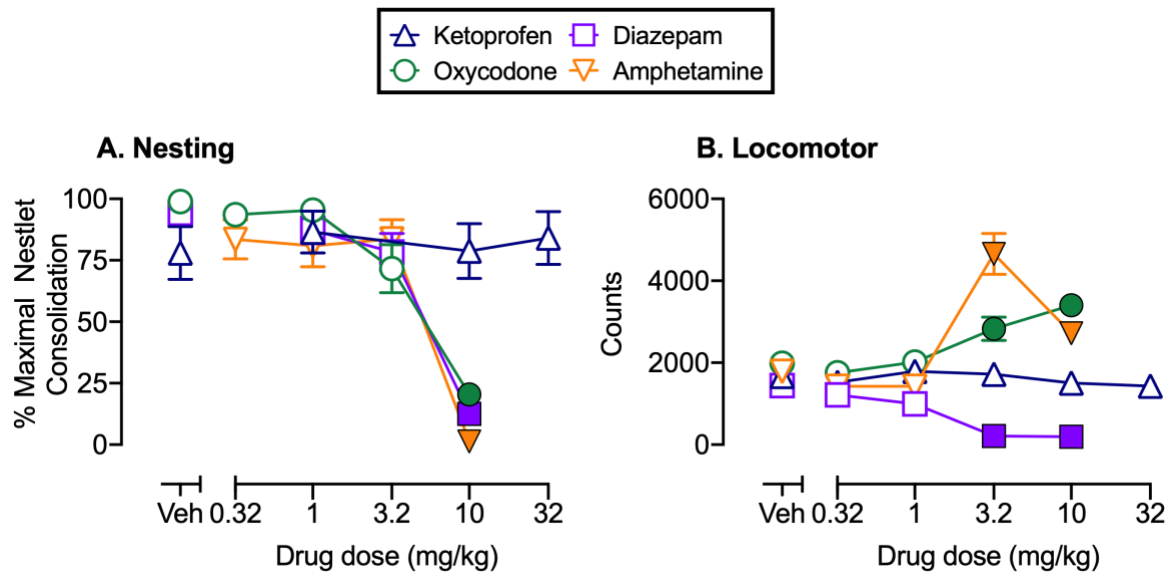 Ketoprofen Diazepam
Oxycodone Amphetamine
A. Nesting
% Maximal Nestlet
Consolidation
100
75
50
25
0
Veh 0.32 1 3.2 10 32
Drug dose (mg/kg)
B. Locomotor
Counts
6000
4000
2000
0
Veh 0.32 1 3.2 10 32
Drug dose (mg/kg)